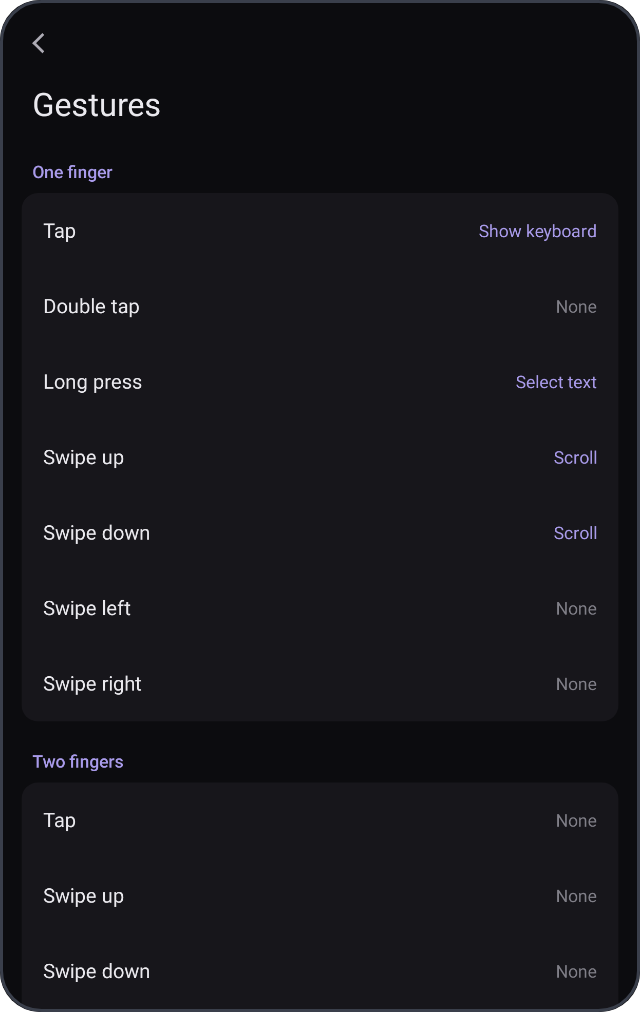 Gestures
One finger
Tap Show keyboard
Double tap None
Long press Select text
Swipe up Scroll
Swipe down Scroll
Swipe left None
Swipe right None
Two fingers
Tap None
Swipe up None
Swipe down None